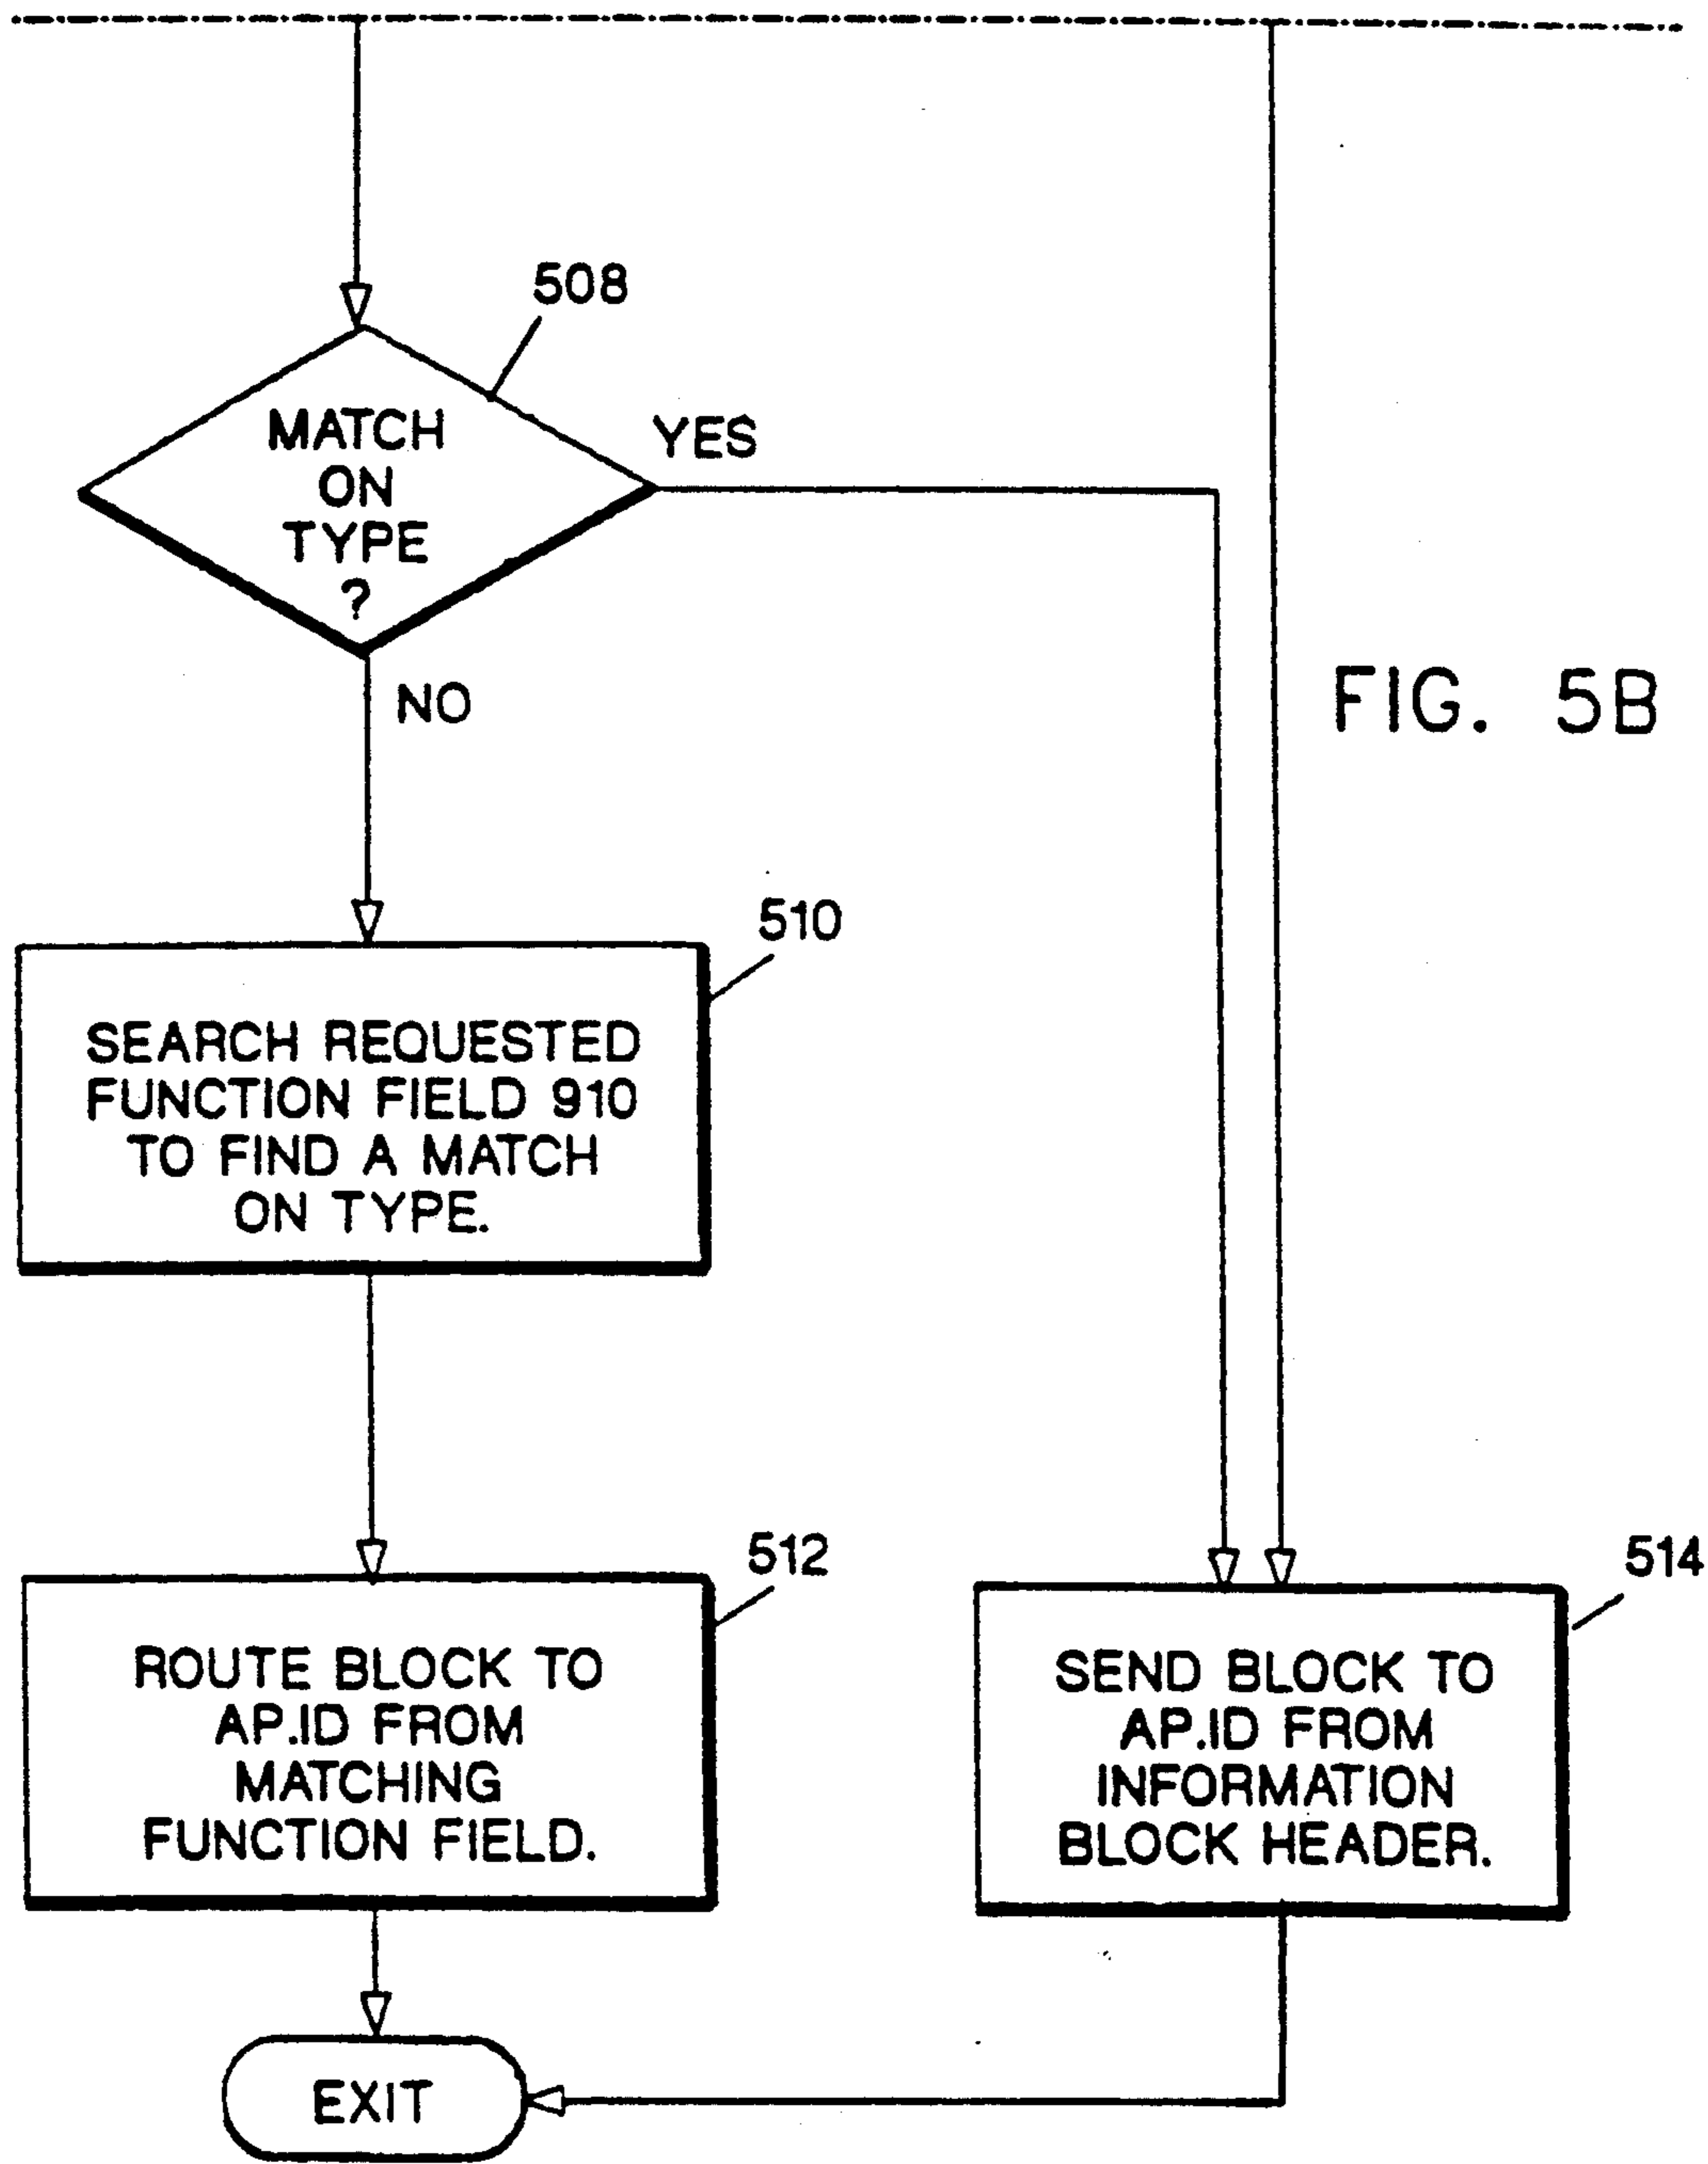 508
MATCH
ON
TYPE
?
YES
NO
FIG. 5B
510
SEARCH REQUESTED
FUNCTION FIELD 910
TO FIND A MATCH
ON TYPE.
512
ROUTE BLOCK TO
AP.ID FROM
MATCHING
FUNCTION FIELD.
514
SEND BLOCK TO
AP.ID FROM
INFORMATION
BLOCK HEADER.
EXIT